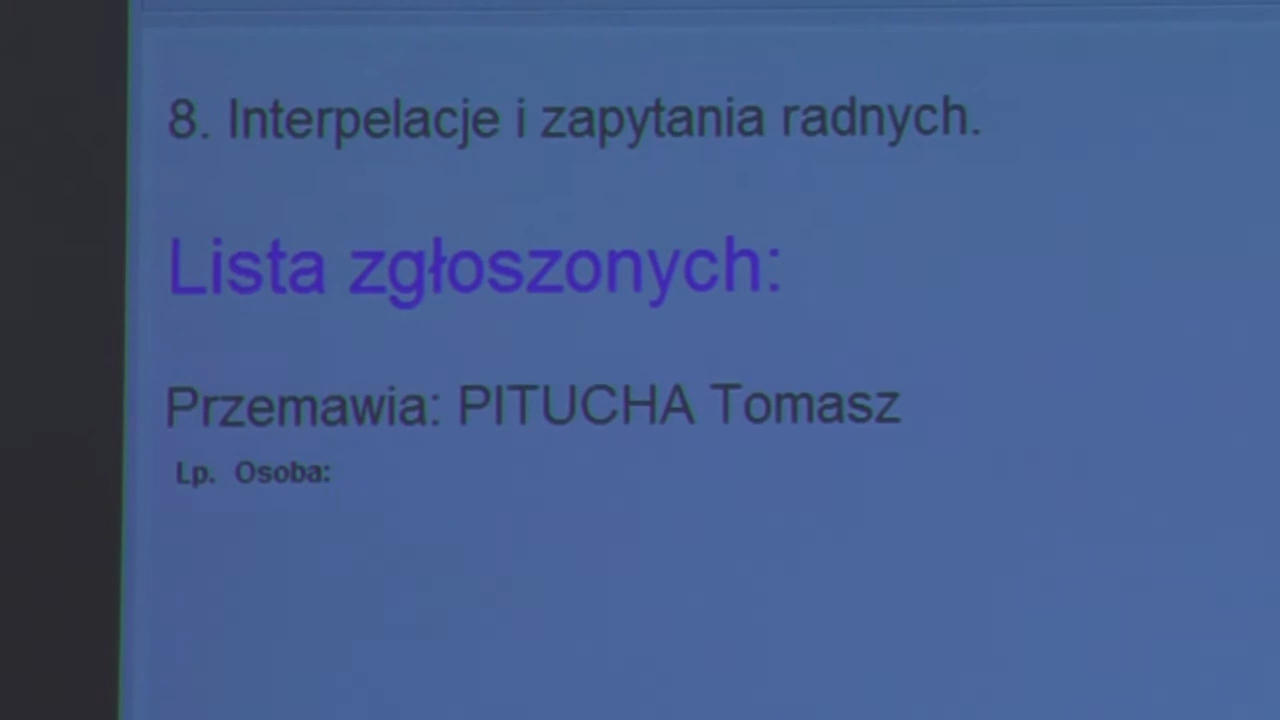 8. Interpelacje i zapytania radnych.
Lista zgłoszonych:
Przemawia: PITUCHA Tomasz
Lp. Osoba: